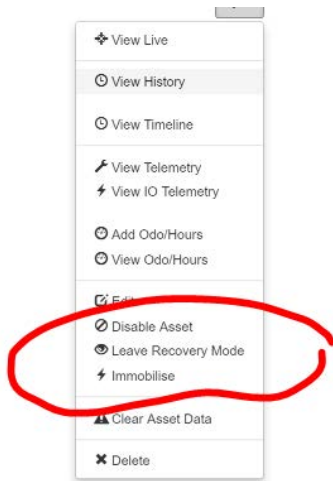 View Live
View History
View Timeline
View Telemetry
View IO Telemetry
Add Odo/Hours
View Odo/Hours
Edit
Disable Asset
Leave Recovery Mode
Immobilise
Clear Asset Data
Delete